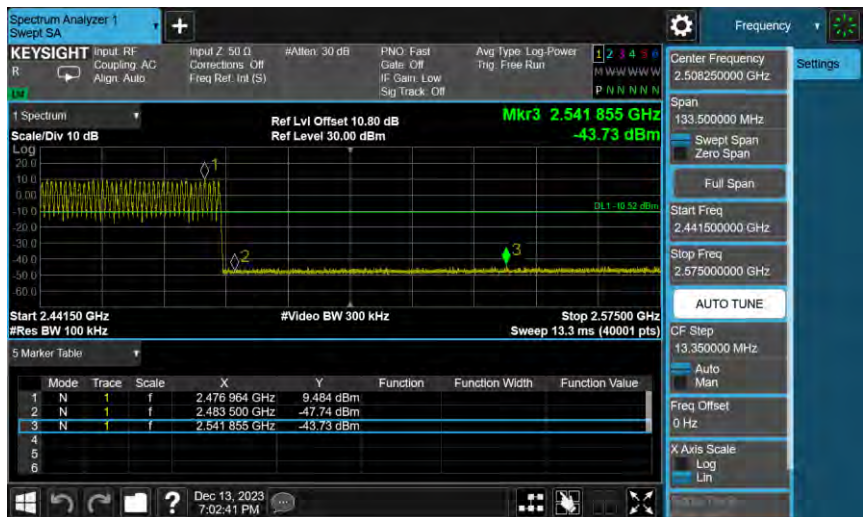 Spectrum Analyzer 1
Swept SA
+
Frequency
KEYSIGHT
R
Input: RF
Coupling: AC
Align: Auto
Input Z: 50 Ω
Corrections: Off
Freq Ref: Int (S)
#Atten: 30 dB
PNO: Fast
Gate: Off
IF Gain: Low
Sig Track: Off
Avg Type: Log-Power
Trig: Free Run
1 2 3 4 5 6
M W W W W W
P N N N N N
1 Spectrum
Scale/Div 10 dB
Ref Lvl Offset 10.80 dB
Ref Level 30.00 dBm
Mkr3 2.541 855 GHz
-43.73 dBm
Log
20.0
10.0
0.00
-10.0
-20.0
-30.0
-40.0
-50.0
-60.0
1
2
3
DL1 -10.52 dBm
Start 2.44150 GHz
#Res BW 100 kHz
#Video BW 300 kHz
Stop 2.57500 GHz
Sweep 13.3 ms (40001 pts)
5 Marker Table
Mode Trace Scale X Y Function Function Width Function Value
1 N 1 f 2.476 964 GHz 9.484 dBm
2 N 1 f 2.483 500 GHz -47.74 dBm
3 N 1 f 2.541 855 GHz -43.73 dBm
4
5
6
Center Frequency
2.508250000 GHz
Settings
Span
133.500000 MHz
Swept Span
Zero Span
Full Span
Start Freq
2.441500000 GHz
Stop Freq
2.575000000 GHz
AUTO TUNE
CF Step
13.350000 MHz
Auto
Man
Freq Offset
0 Hz
X Axis Scale
Log
Lin
?
Dec 13, 2023
7:02:41 PM